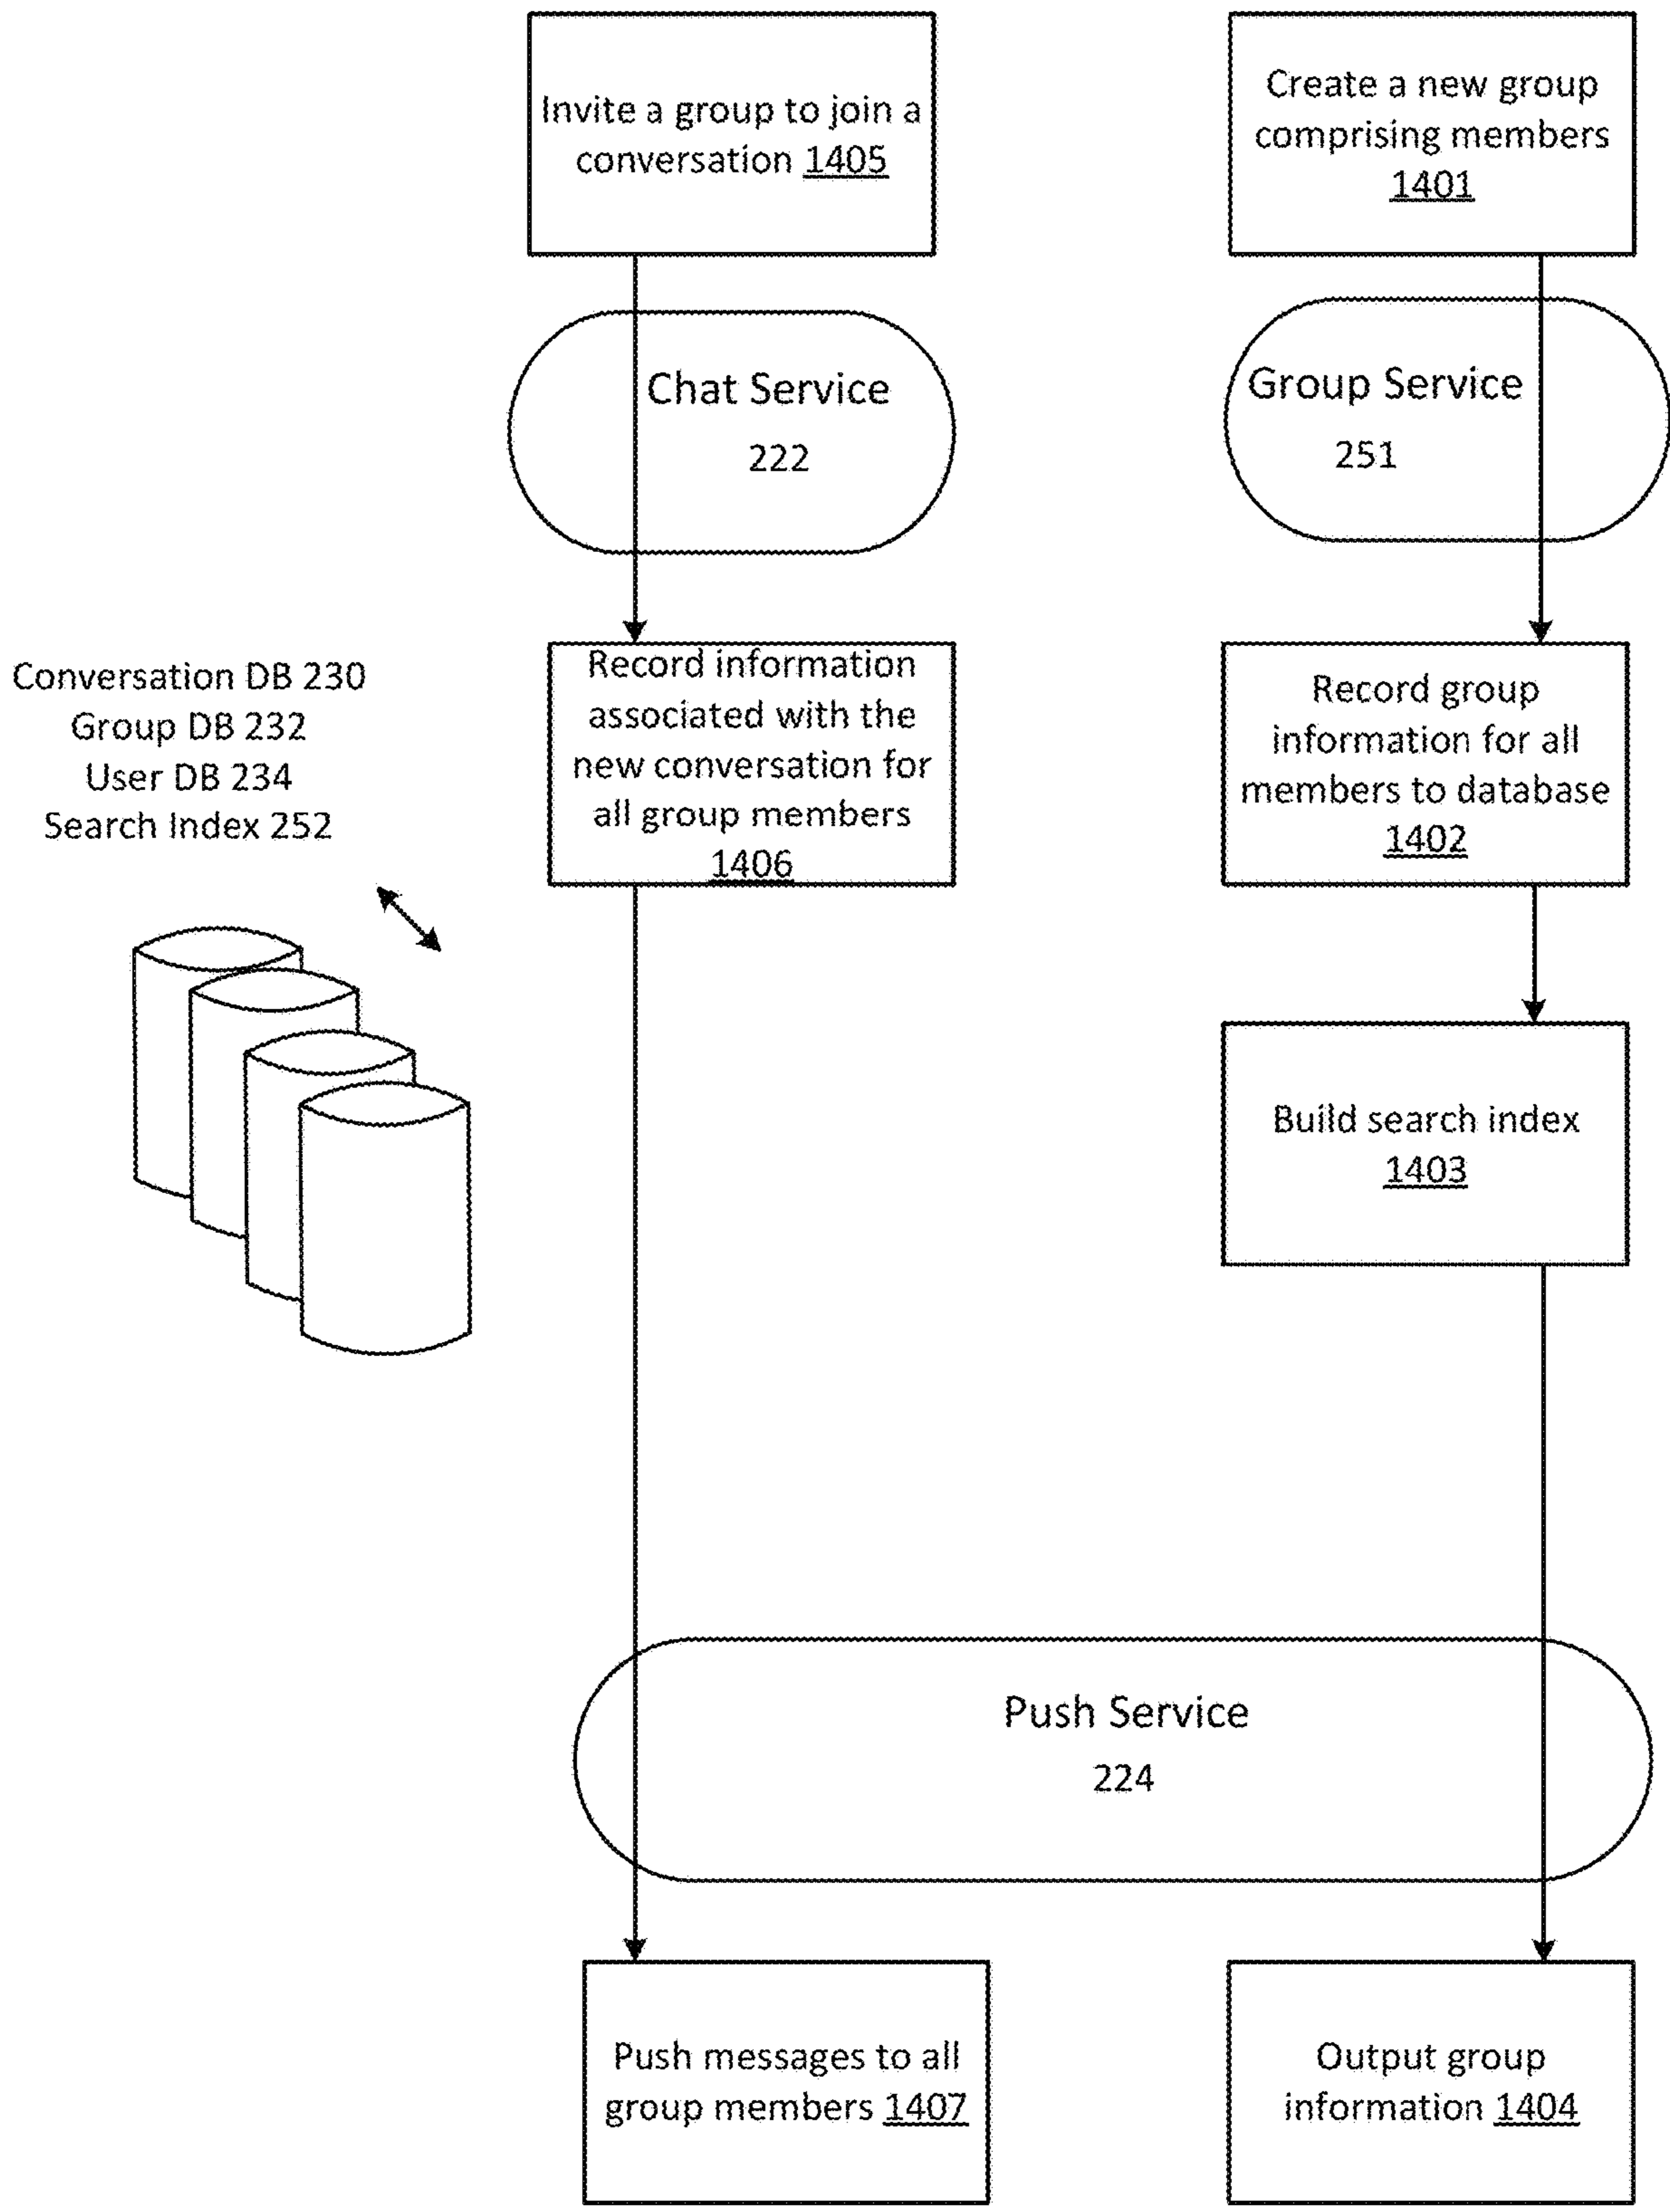 Invite a group to join a
conversation 1405
Create a new group
comprising members
1401
Chat Service
222
Group Service
251
Conversation DB 230
Group DB 232
User DB 234
Search Index 252
Record information
associated with the
new conversation for
all group members
1406
Record group
information for all
members to database
1402
Build search index
1403
Push Service
224
Push messages to all
group members 1407
Output group
information 1404